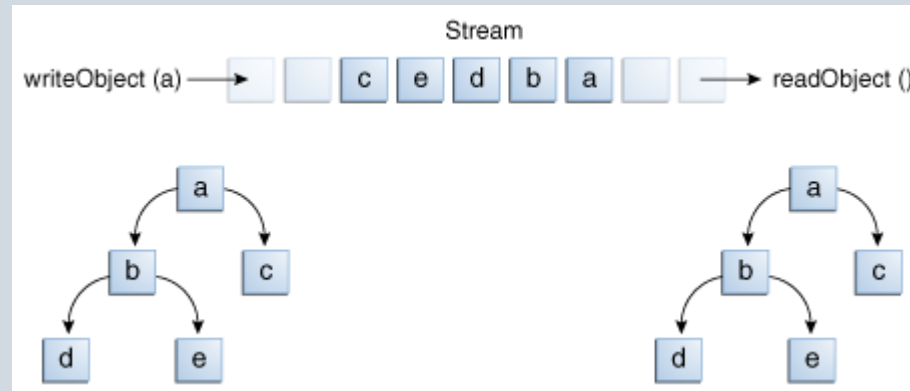 Stream
writeObject (a) c e d b a readObject ()
a a
b c b c
d e d e